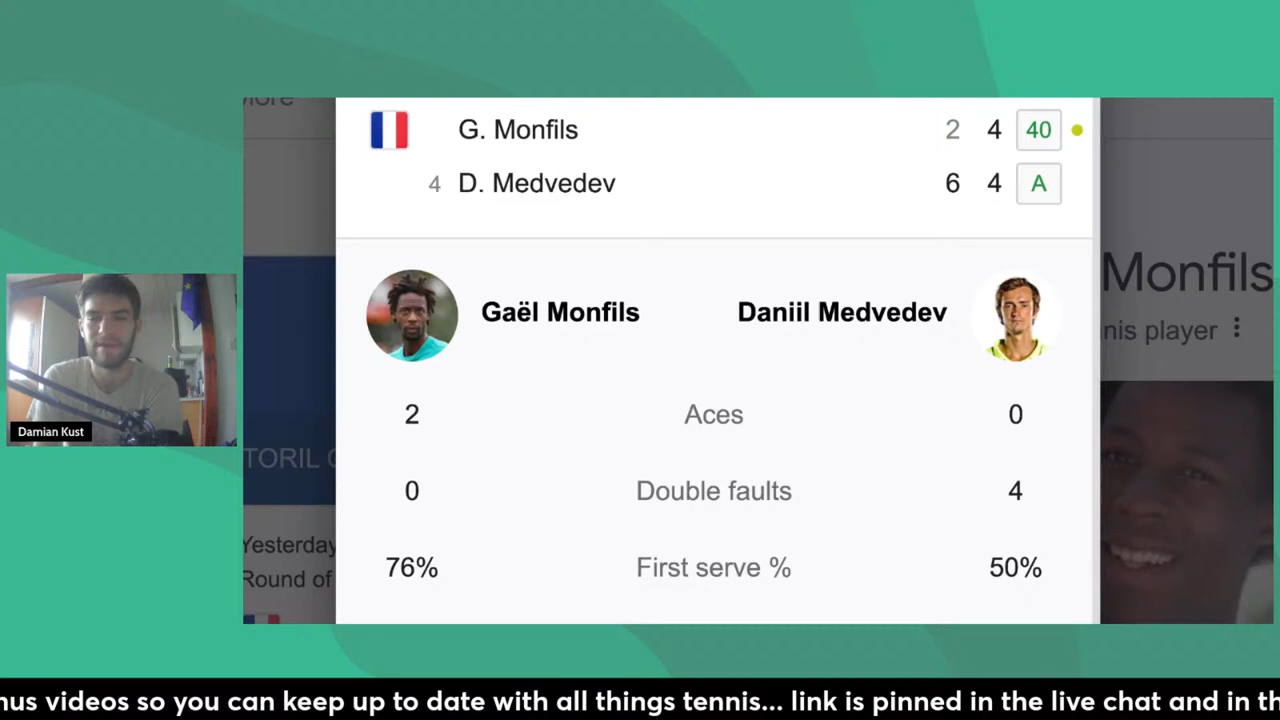 More
G. Monfils 2 4 40
4 D. Medvedev 6 4 A
Gaël Monfils Daniil Medvedev
Monfils
nis player
2 Aces 0
Damian Kust
TORIL
0 Double faults 4
Yesterday
76% First serve % 50%
Round of
nus videos so you can keep up to date with all things tennis... link is pinned in the live chat and in th